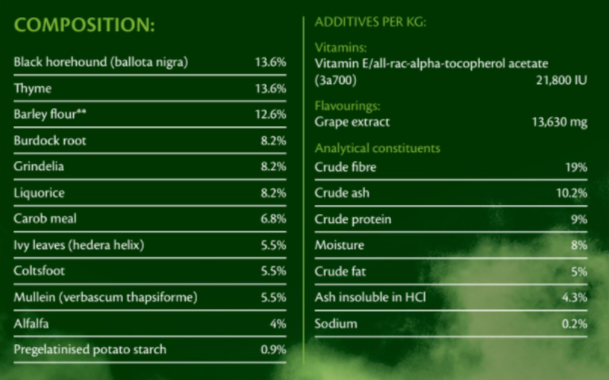 COMPOSITION:
Black horehound (ballota nigra) 13.6%
Thyme 13.6%
Barley flour** 12.6%
Burdock root 8.2%
Grindelia 8.2%
Liquorice 8.2%
Carob meal 6.8%
Ivy leaves (hedera helix) 5.5%
Coltsfoot 5.5%
Mullein (verbascum thapsiforme) 5.5%
Alfalfa 4%
Pregelatinised potato starch 0.9%
ADDITIVES PER KG:
Vitamins:
Vitamin E/all-rac-alpha-tocopherol acetate
(3a700) 21,800 IU
Flavourings:
Grape extract 13,630 mg
Analytical constituents
Crude fibre 19%
Crude ash 10.2%
Crude protein 9%
Moisture 8%
Crude fat 5%
Ash insoluble in HCl 4.3%
Sodium 0.2%